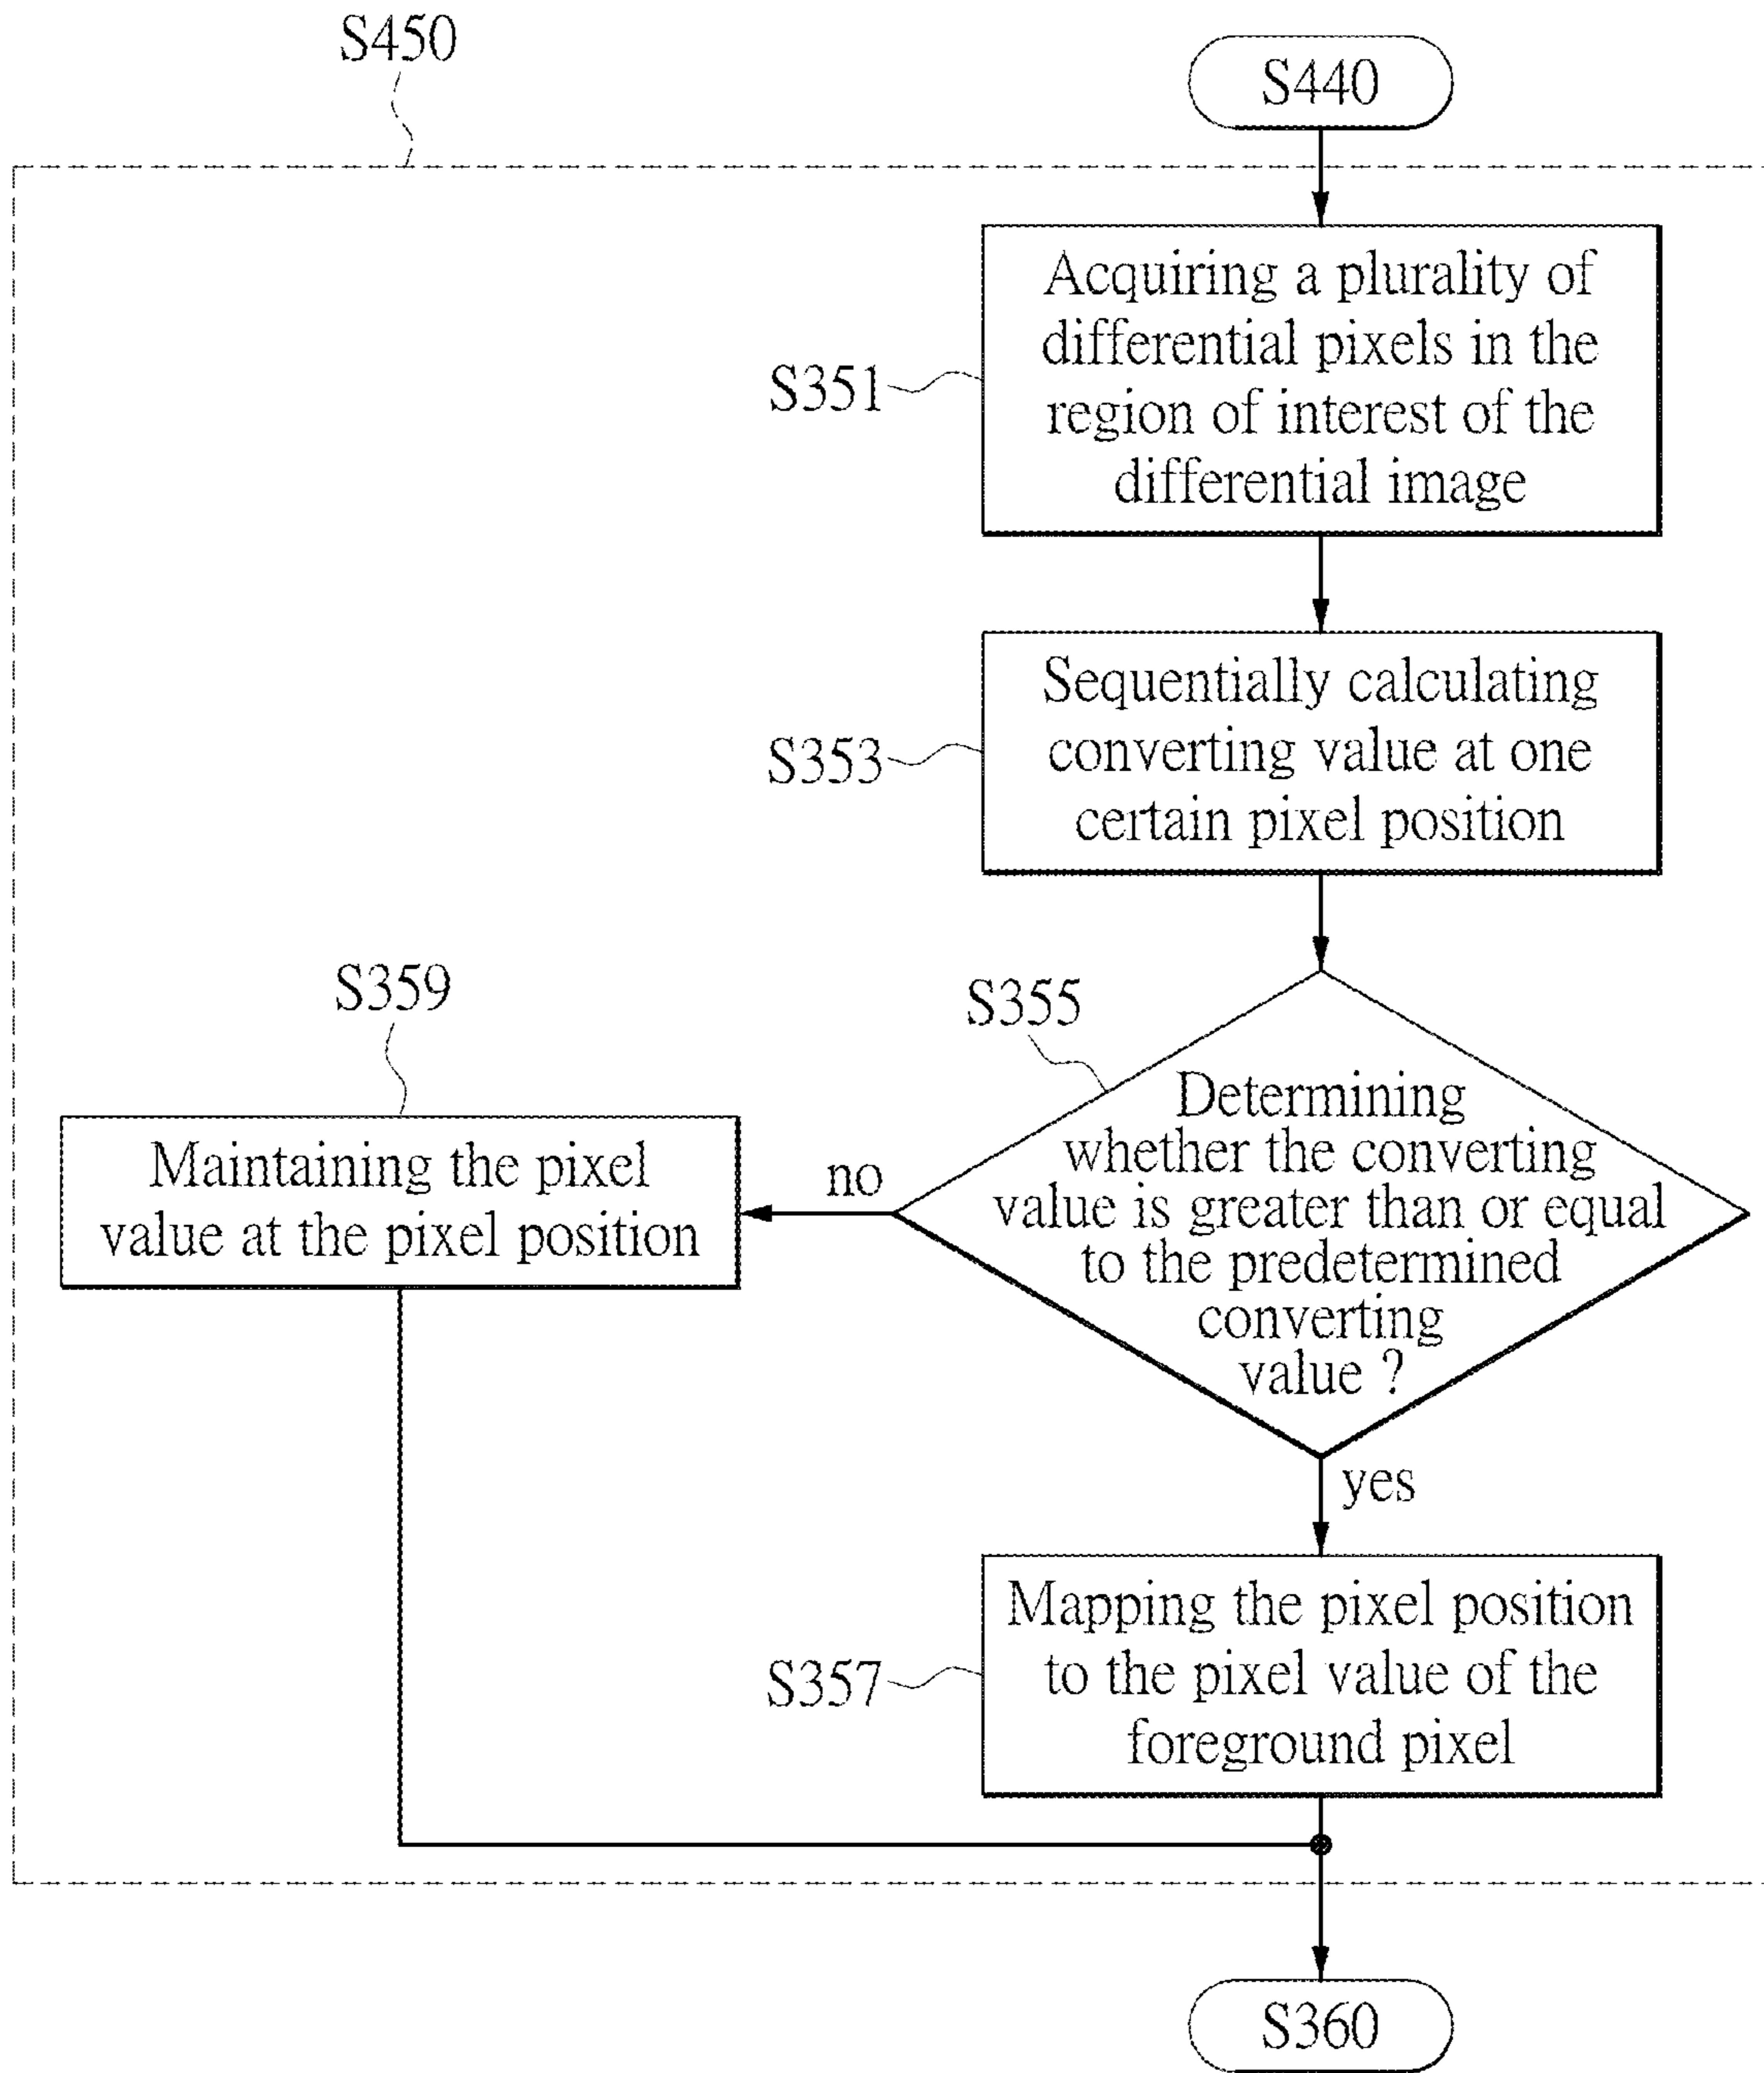 S450
S440
S351
Acquiring a plurality of
differential pixels in the
region of interest of the
differential image
S353
Sequentially calculating
converting value at one
certain pixel position
S355
Determining
whether the converting
value is greater than or equal
to the predetermined
converting
value ?
no
S359
Maintaining the pixel
value at the pixel position
yes
S357
Mapping the pixel position
to the pixel value of the
foreground pixel
S360